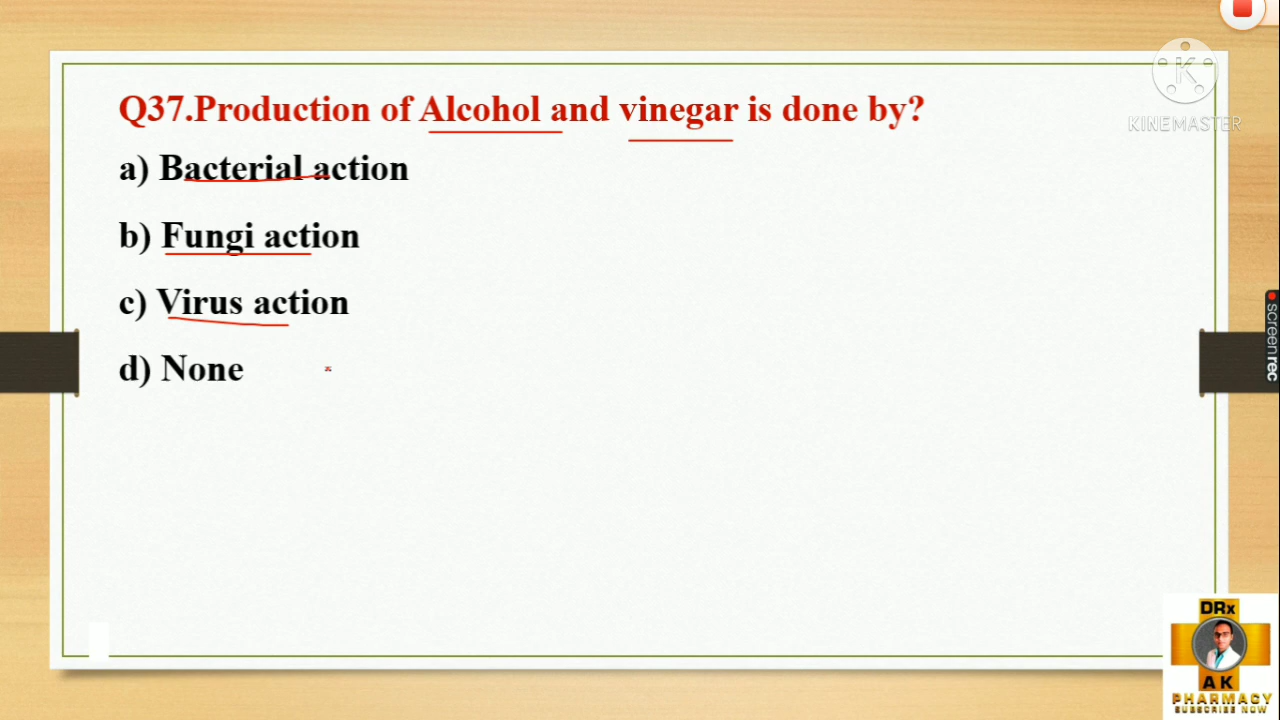 Q37.Production of Alcohol and vinegar is done by?
KINEMASTER
a) Bacterial action
b) Fungi action
c) Virus action
d) None
screenrec
DRx
AK
PHARMACY
SUBSCRIBE NOW